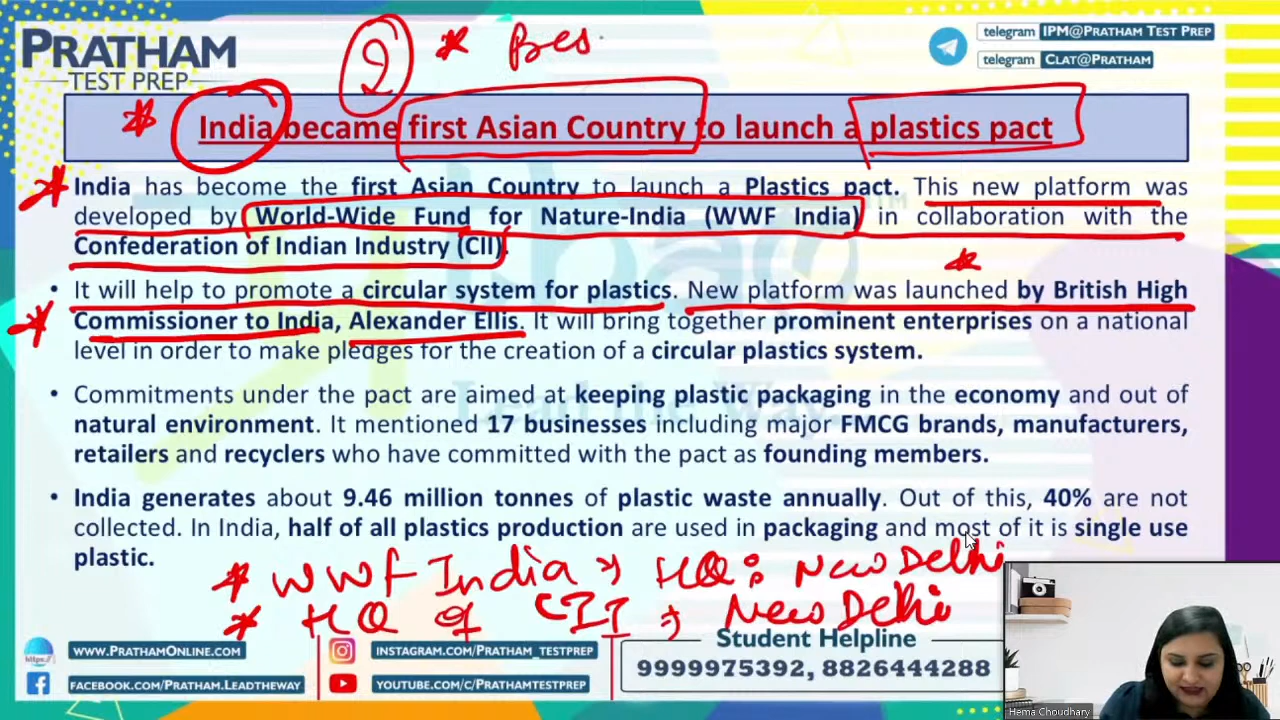 PRATHAM
TEST PREP
2 * Bes
telegram IPM@PRATHAM TEST PREP
telegram CLAT@PRATHAM
* India became first Asian Country to launch a plastics pact
India has become the first Asian Country to launch a Plastics pact. This new platform was
developed by World-Wide Fund for Nature-India (WWF India) in collaboration with the
Confederation of Indian Industry (CII).
• It will help to promote a circular system for plastics. New platform was launched by British High
Commissioner to India, Alexander Ellis. It will bring together prominent enterprises on a national
level in order to make pledges for the creation of a circular plastics system.
• Commitments under the pact are aimed at keeping plastic packaging in the economy and out of
natural environment. It mentioned 17 businesses including major FMCG brands, manufacturers,
retailers and recyclers who have committed with the pact as founding members.
• India generates about 9.46 million tonnes of plastic waste annually. Out of this, 40% are not
collected. In India, half of all plastics production are used in packaging and most of it is single use
plastic.
* WWF India → HQ: New Delhi
* HQ of CII → New Delhi
https://
www.PRATHAMONLINE.COM
FACEBOOK.COM/PRATHAM.LEADTHEWAY
INSTAGRAM.COM/PRATHAM_TESTPREP
YOUTUBE.COM/C/PRATHAMTESTPREP
Student Helpline
9999975392, 8826444288
Hema Choudhary